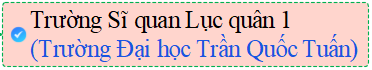 Trường Sĩ quan Lục quân 1
(Trường Đại học Trần Quốc Tuấn)